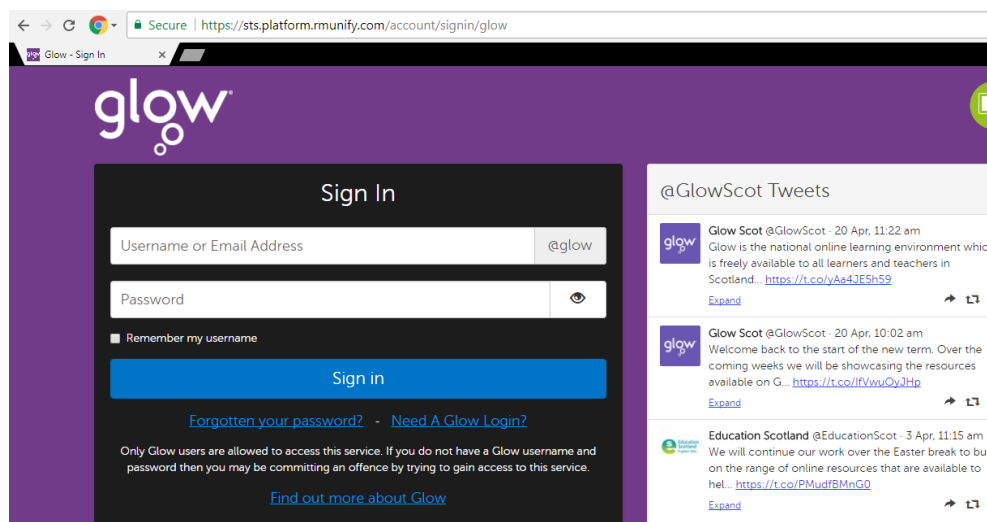 Secure | https://sts.platform.rmunify.com/account/signin/glow
Glow - Sign In
glow
Sign In
Username or Email Address
@glow
Password
Remember my username
Sign in
Forgotten your password? - Need A Glow Login?
Only Glow users are allowed to access this service. If you do not have a Glow username and
password then you may be committing an offence by trying to gain access to this service.
Find out more about Glow
@GlowScot Tweets
glow
Glow Scot @GlowScot · 20 Apr, 11:22 am
Glow is the national online learning environment whic
is freely available to all learners and teachers in
Scotland... https://t.co/yAa4JE5h59
Expand
glow
Glow Scot @GlowScot · 20 Apr, 10:02 am
Welcome back to the start of the new term. Over the
coming weeks we will be showcasing the resources
available on G... https://t.co/IfVwuOyJHp
Expand
Education Scotland @EducationScot · 3 Apr, 11:15 am
We will continue our work over the Easter break to bu
on the range of online resources that are available to
hel... https://t.co/PMudfBMnG0
Expand